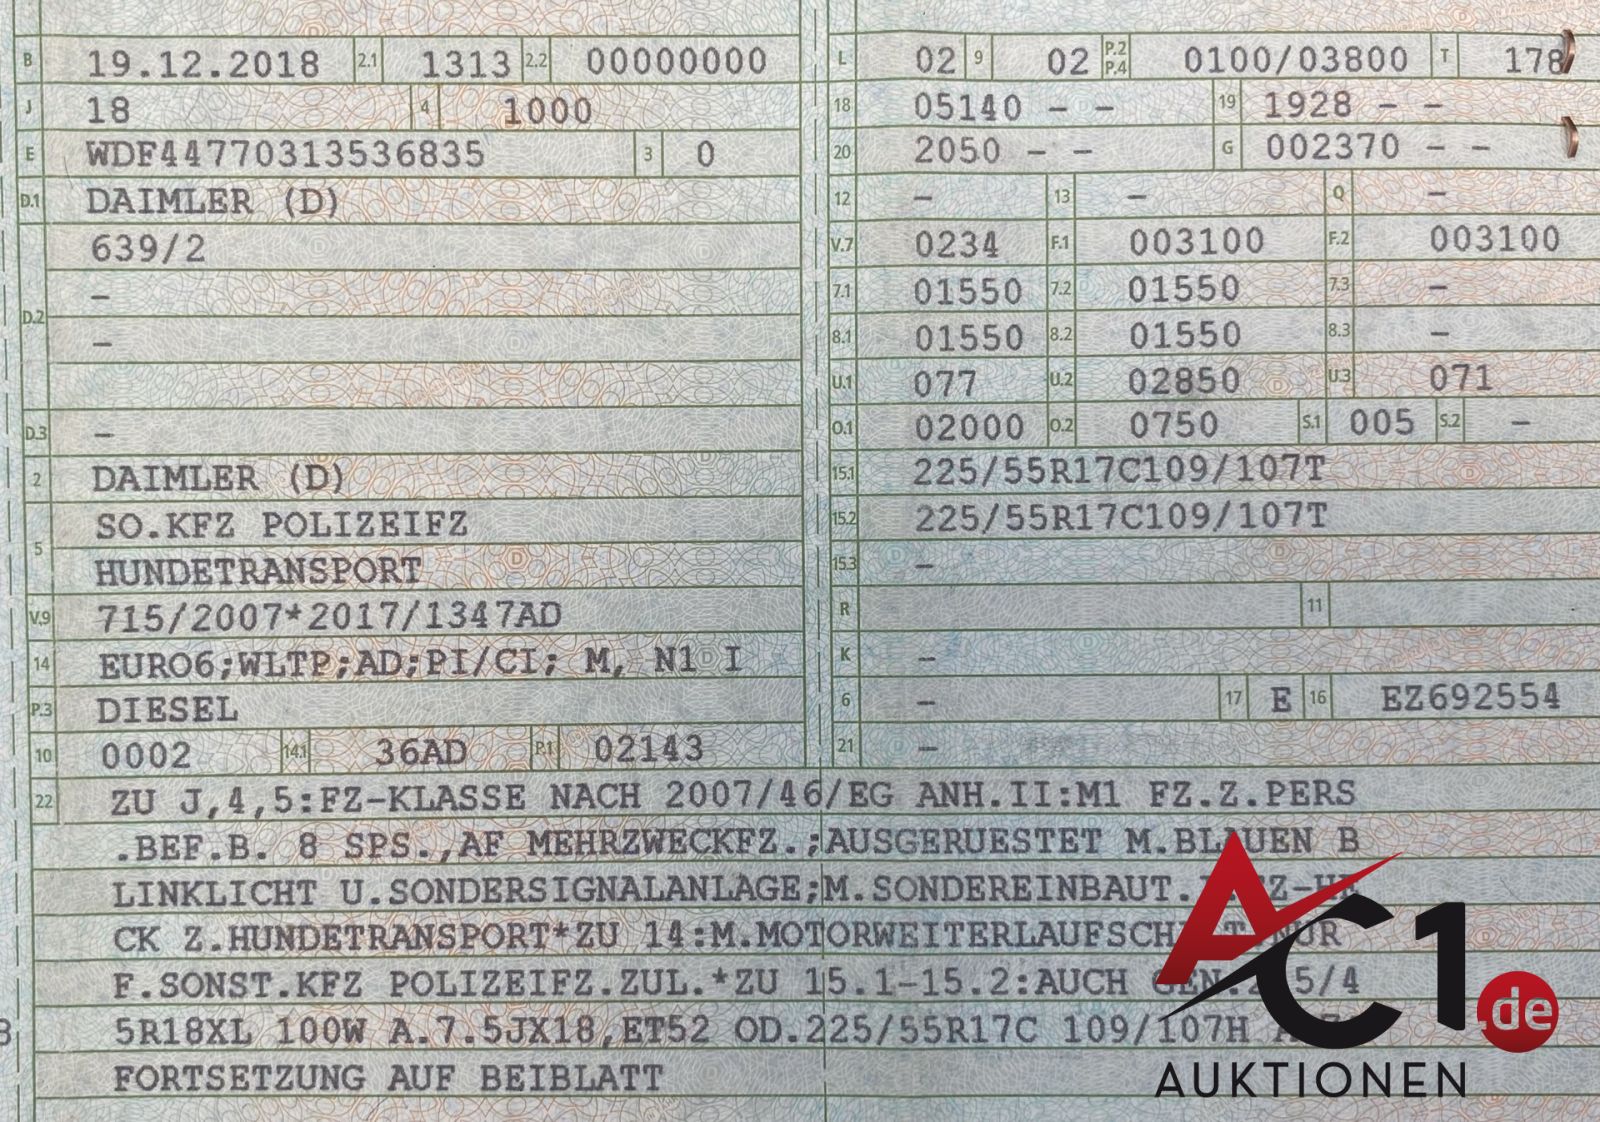 B 19.12.2018 2.1 1313 2.2 00000000
J 18 4 1000
E WDF44770313536835 3 0
D.1 DAIMLER (D)
639/2
D.2 -
-
D.3 -
2 DAIMLER (D)
SO.KFZ POLIZEIFZ
5 HUNDETRANSPORT
V.9 715/2007*2017/1347AD
14 EURO6;WLTP;AD;PI/CI; M, N1 I
P.3 DIESEL
10 0002 14.1 36AD P.1 02143
L 02 9 02 P.2 P.4 0100/03800 T 178
18 05140 - - 19 1928 - -
20 2050 - - G 002370 - -
12 - 13 - Q -
V.7 0234 F.1 003100 F.2 003100
7.1 01550 7.2 01550 7.3 -
8.1 01550 8.2 01550 8.3 -
U.1 077 U.2 02850 U.3 071
O.1 02000 O.2 0750 S.1 005 S.2 -
15.1 225/55R17C109/107T
15.2 225/55R17C109/107T
15.3 -
R 11
K -
6 - 17 E 16 EZ692554
21 -
22 ZU J,4,5:FZ-KLASSE NACH 2007/46/EG ANH.II:M1 FZ.Z.PERS
.BEF.B. 8 SPS.,AF MEHRZWECKFZ.;AUSGERUESTET M.BLAUEN B
LINKLICHT U.SONDERSIGNALANLAGE;M.SONDEREINBAUT.
CK Z.HUNDETRANSPORT*ZU 14:M.MOTORWEITERLAUFSCH NUR
F.SONST.KFZ POLIZEIFZ.ZUL.*ZU 15.1-15.2:AUCH GEN. 5/4
5R18XL 100W A.7.5JX18,ET52 OD.225/55R17C 109/107H
FORTSETZUNG AUF BEIBLATT
AC1.de
AUKTIONEN